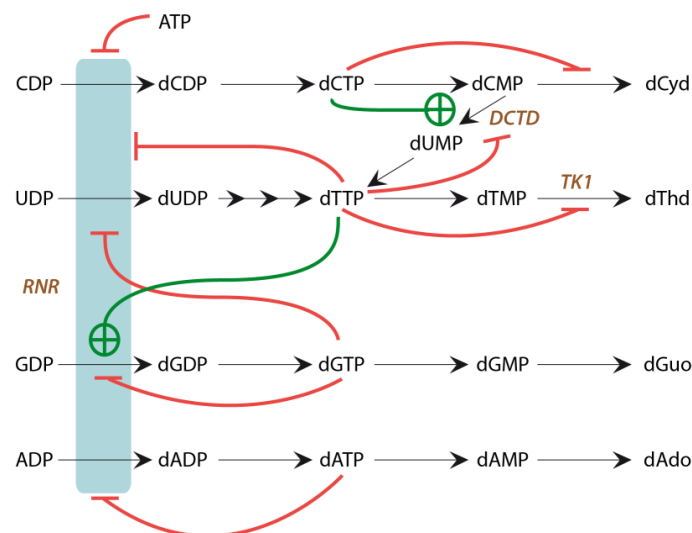 ATP
CDP dCDP dCTP dCMP dCyd
DCTD
dUMP
TK1
UDP dUDP dTTP dTMP dThd
RNR
GDP dGDP dGTP dGMP dGuo
ADP dADP dATP dAMP dAdo